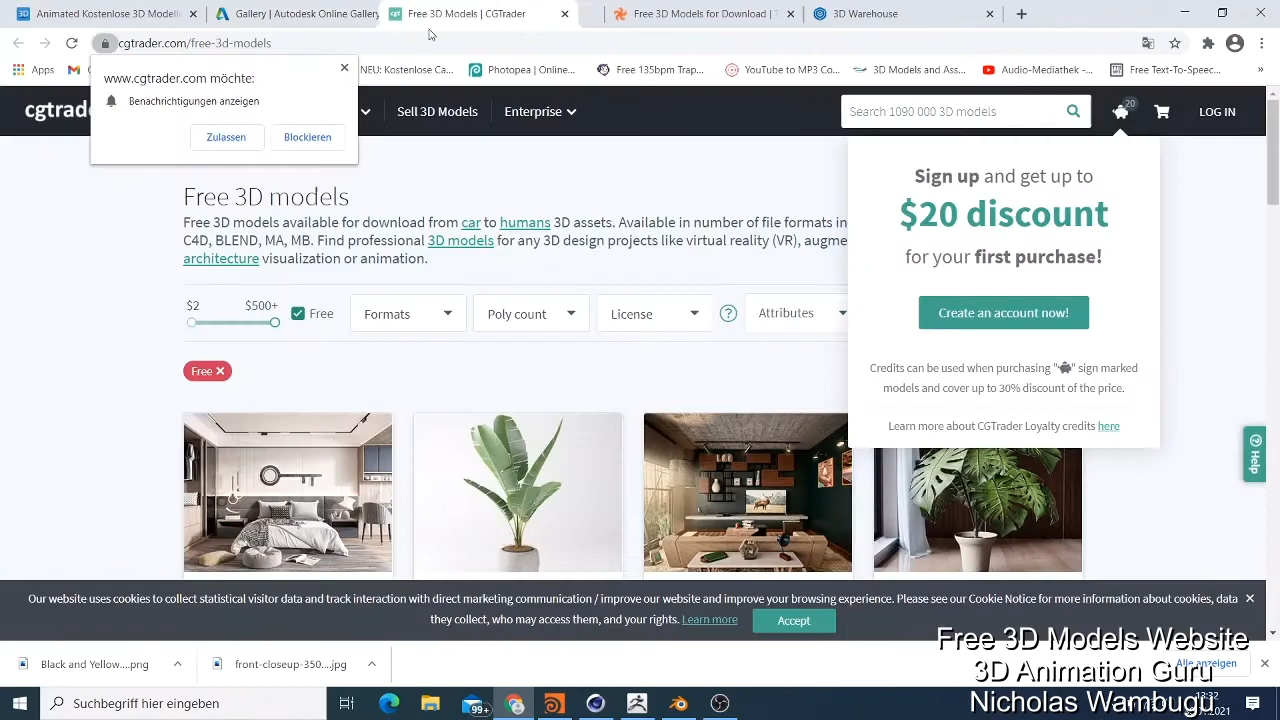 Animated Kostenlose 3D Modelle
Gallery | Autodesk Online Gallery
cgt
Free 3D Models | CGTrader
Free 3D Models for Download | T
3D Warehouse
cgtrader.com/free-3d-models
Apps
NEU: Kostenlose Ca...
Photopea | Online...
Free 135bpm Trap...
YouTube to MP3 Co...
3D Models and Ass...
Audio-Mediathek -...
Free Text-To-Speec...
»
www.cgtrader.com möchte:
Benachrichtigungen anzeigen
Zulassen
Blockieren
cgtrad
Sell 3D Models
Enterprise
Search 1090 000 3D models
20
LOG IN
Free 3D models
Free 3D models available for download from car to humans 3D assets. Available in number of file formats in
C4D, BLEND, MA, MB. Find professional 3D models for any 3D design projects like virtual reality (VR), augme
architecture visualization or animation.
$2
$500+
Free
Formats
Poly count
License
?
Attributes
Free ×
Sign up and get up to
$20 discount
for your first purchase!
Create an account now!
Credits can be used when purchasing "" sign marked
models and cover up to 30% discount of the price.
Learn more about CGTrader Loyalty credits here
Help
Our website uses cookies to collect statistical visitor data and track interaction with direct marketing communication / improve our website and improve your browsing experience. Please see our Cookie Notice for more information about cookies, data
they collect, who may access them, and your rights. Learn more
Accept
Black and Yellow....png
front-closeup-350....jpg
Alle anzeigen
Free 3D Models Website
3D Animation Guru
Nicholas Wambugu
Suchbegriff hier eingeben
99+